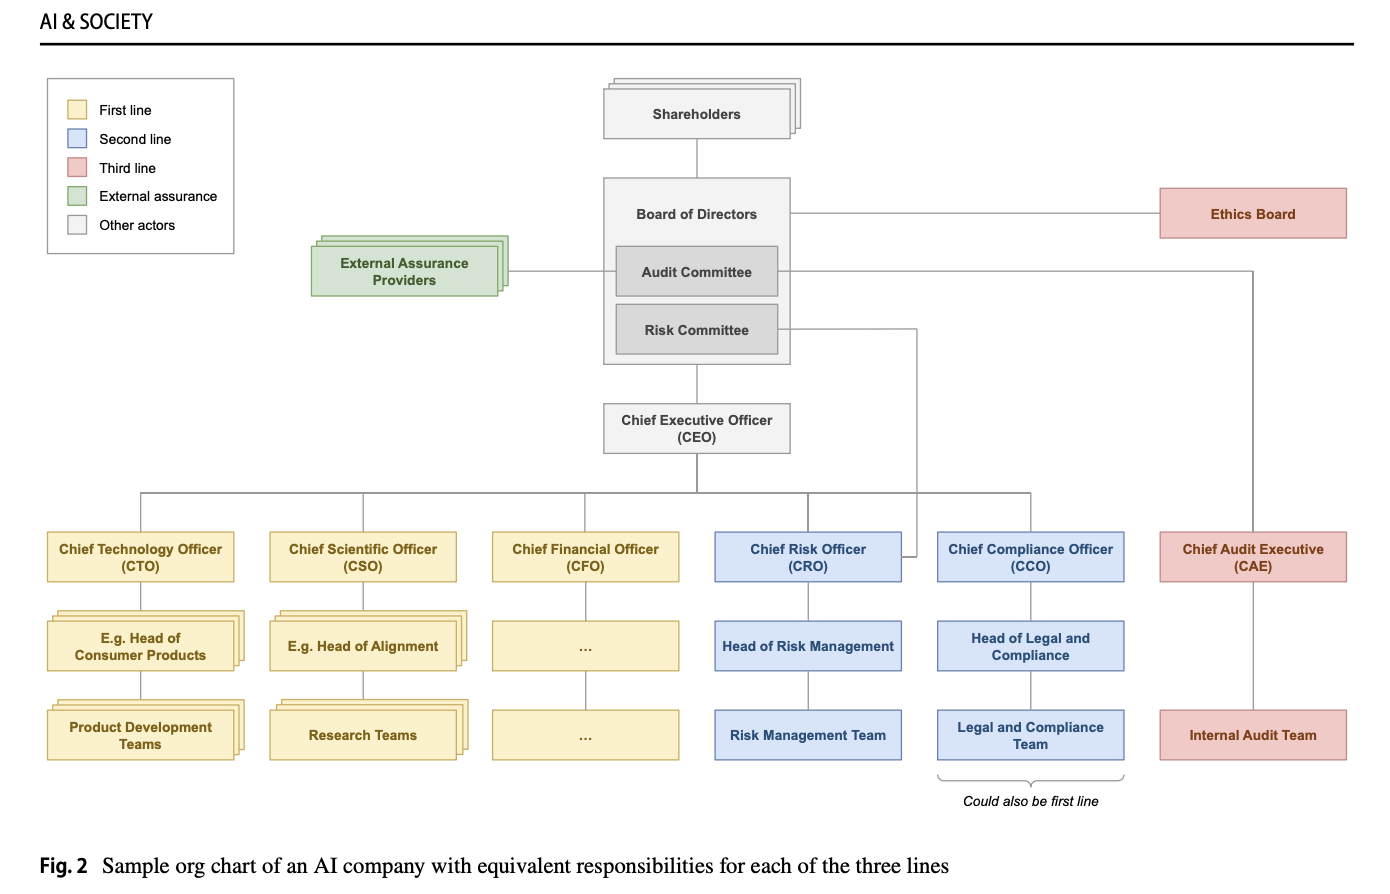 AI & SOCIETY
First line
Second line
Third line
External assurance
Other actors
Shareholders
Board of Directors
Ethics Board
External Assurance
Providers
Audit Committee
Risk Committee
Chief Executive Officer
(CEO)
Chief Technology Officer
(CTO)
Chief Scientific Officer
(CSO)
Chief Financial Officer
(CFO)
Chief Risk Officer
(CRO)
Chief Compliance Officer
(CCO)
Chief Audit Executive
(CAE)
E.g. Head of
Consumer Products
E.g. Head of Alignment
...
Head of Risk Management
Head of Legal and
Compliance
Product Development
Teams
Research Teams
...
Risk Management Team
Legal and Compliance
Team
Internal Audit Team
Could also be first line
Fig. 2 Sample org chart of an AI company with equivalent responsibilities for each of the three lines